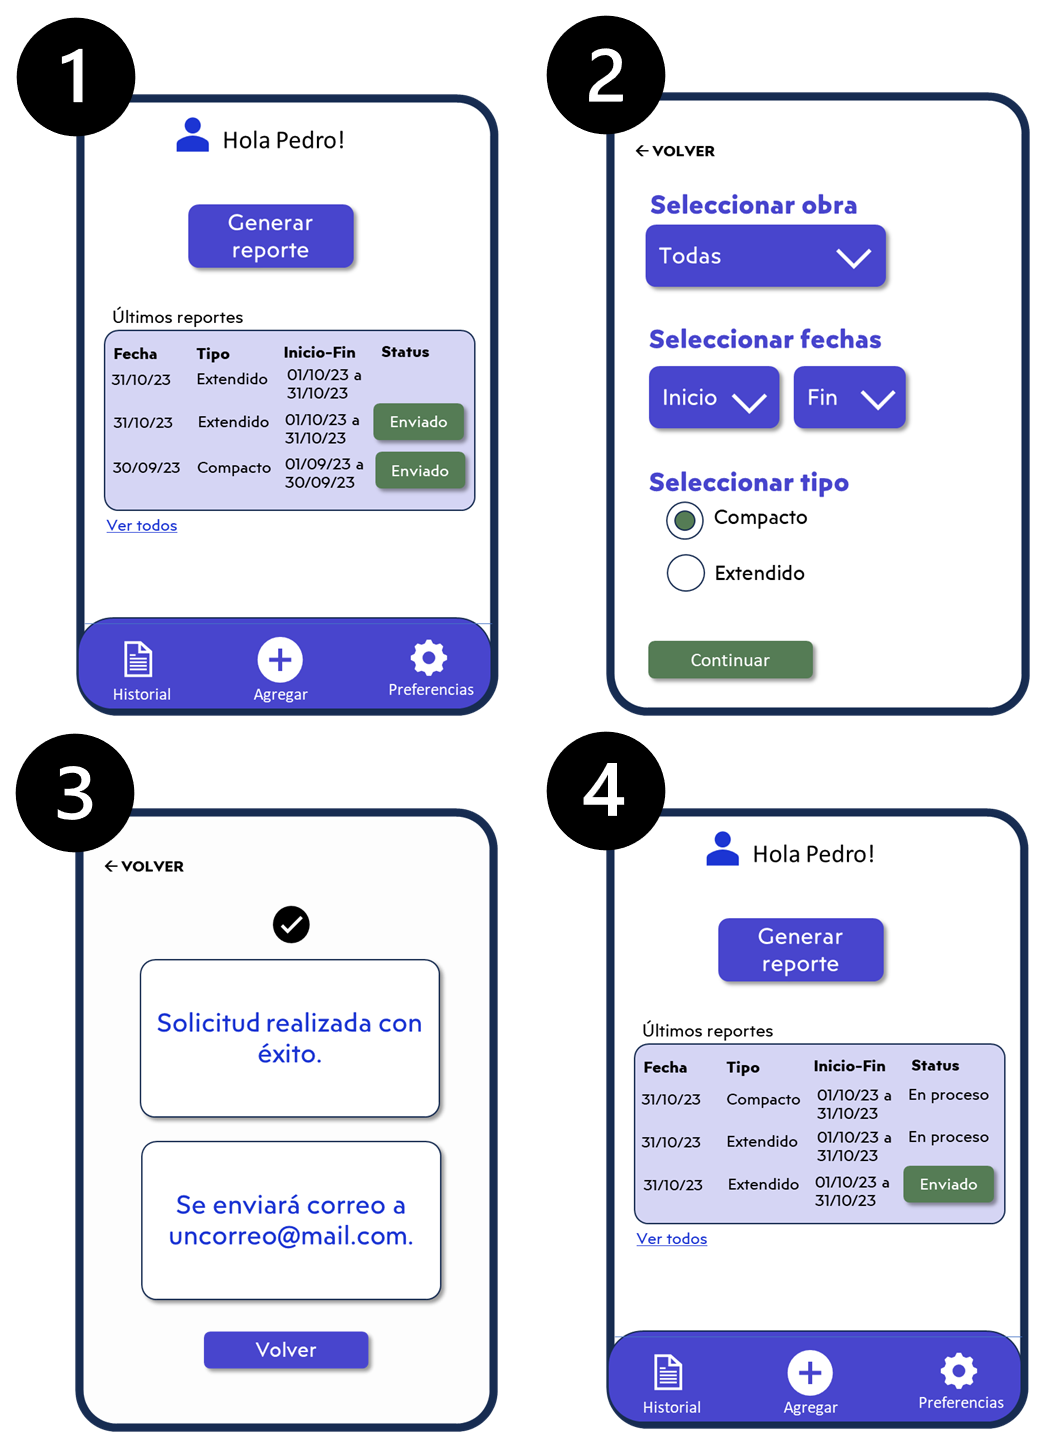 1
Hola Pedro!
Generar
reporte
Últimos reportes
Fecha Tipo Inicio-Fin Status
31/10/23 Extendido 01/10/23 a
31/10/23
31/10/23 Extendido 01/10/23 a Enviado
31/10/23
30/09/23 Compacto 01/09/23 a Enviado
30/09/23
Ver todos
Historial Agregar Preferencias
2
← VOLVER
Seleccionar obra
Todas
Seleccionar fechas
Inicio Fin
Seleccionar tipo
Compacto
Extendido
Continuar
3
← VOLVER
Solicitud realizada con
éxito.
Se enviará correo a
uncorreo@mail.com.
Volver
4
Hola Pedro!
Generar
reporte
Últimos reportes
Fecha Tipo Inicio-Fin Status
31/10/23 Compacto 01/10/23 a En proceso
31/10/23
31/10/23 Extendido 01/10/23 a En proceso
31/10/23
31/10/23 Extendido 01/10/23 a Enviado
31/10/23
Ver todos
Historial Agregar Preferencias